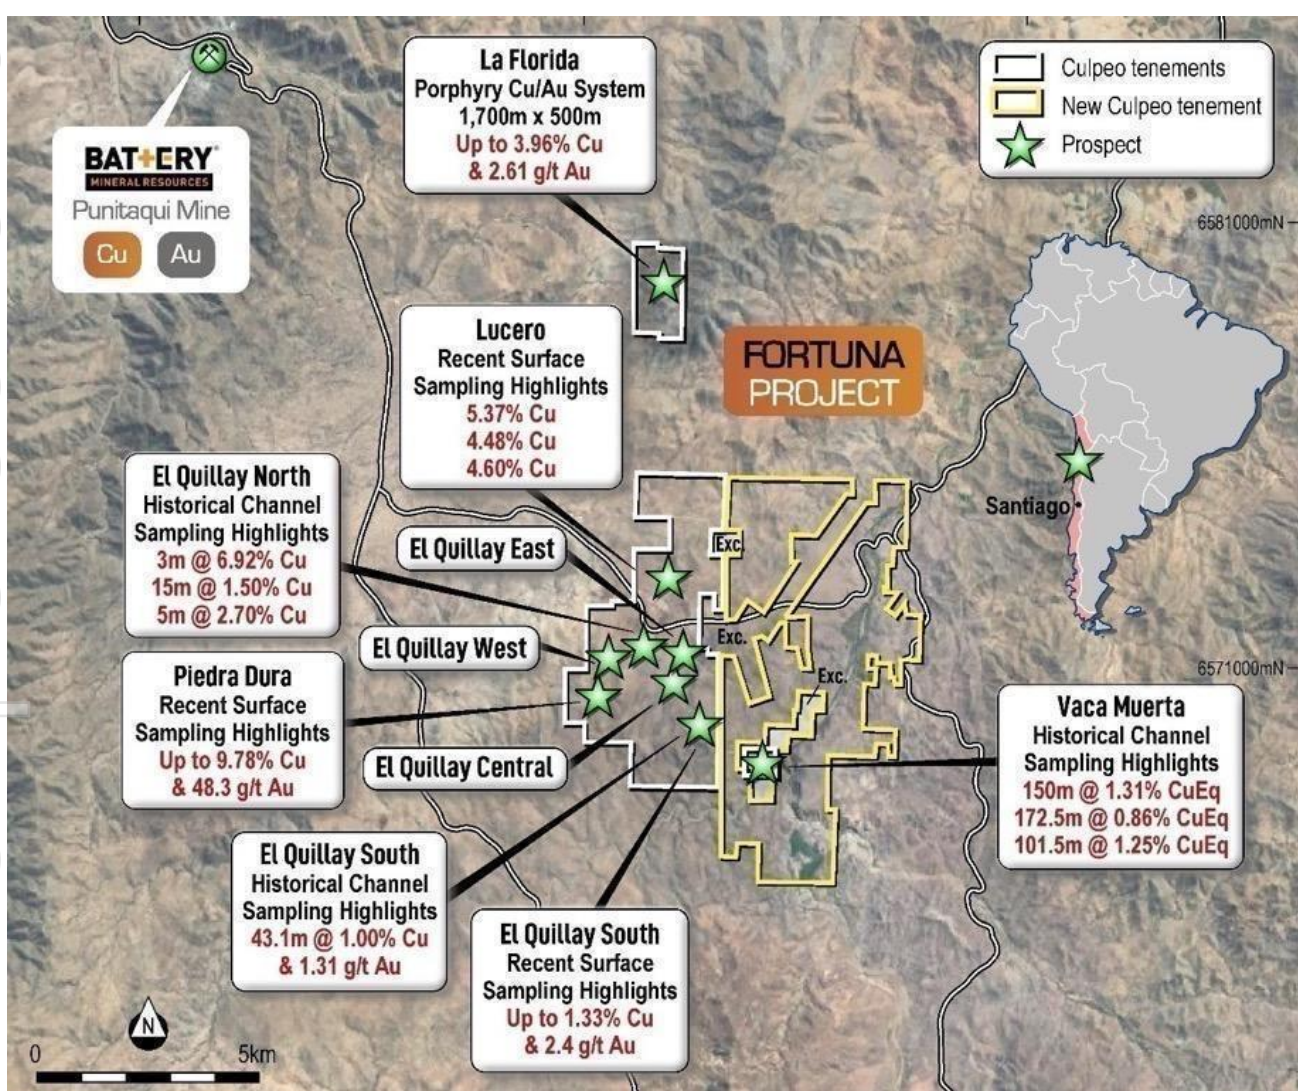 La Florida
Porphyry Cu/Au System
1,700m x 500m
Up to 3.96% Cu
& 2.61 g/t Au
Culpeo tenements
New Culpeo tenement
Prospect
BATTERY
MINERAL RESOURCES
Punitaqui Mine
Cu
Au
6581000mN
Lucero
Recent Surface
Sampling Highlights
5.37% Cu
4.48% Cu
4.60% Cu
FORTUNA
PROJECT
El Quillay North
Historical Channel
Sampling Highlights
3m @ 6.92% Cu
15m @ 1.50% Cu
5m @ 2.70% Cu
El Quillay East
Exc.
Santiago
El Quillay West
Exc.
6571000mN
Piedra Dura
Recent Surface
Sampling Highlights
Up to 9.78% Cu
& 48.3 g/t Au
Exc.
El Quillay Central
Vaca Muerta
Historical Channel
Sampling Highlights
150m @ 1.31% CuEq
172.5m @ 0.86% CuEq
101.5m @ 1.25% CuEq
El Quillay South
Historical Channel
Sampling Highlights
43.1m @ 1.00% Cu
& 1.31 g/t Au
El Quillay South
Recent Surface
Sampling Highlights
Up to 1.33% Cu
& 2.4 g/t Au
N
0
5km